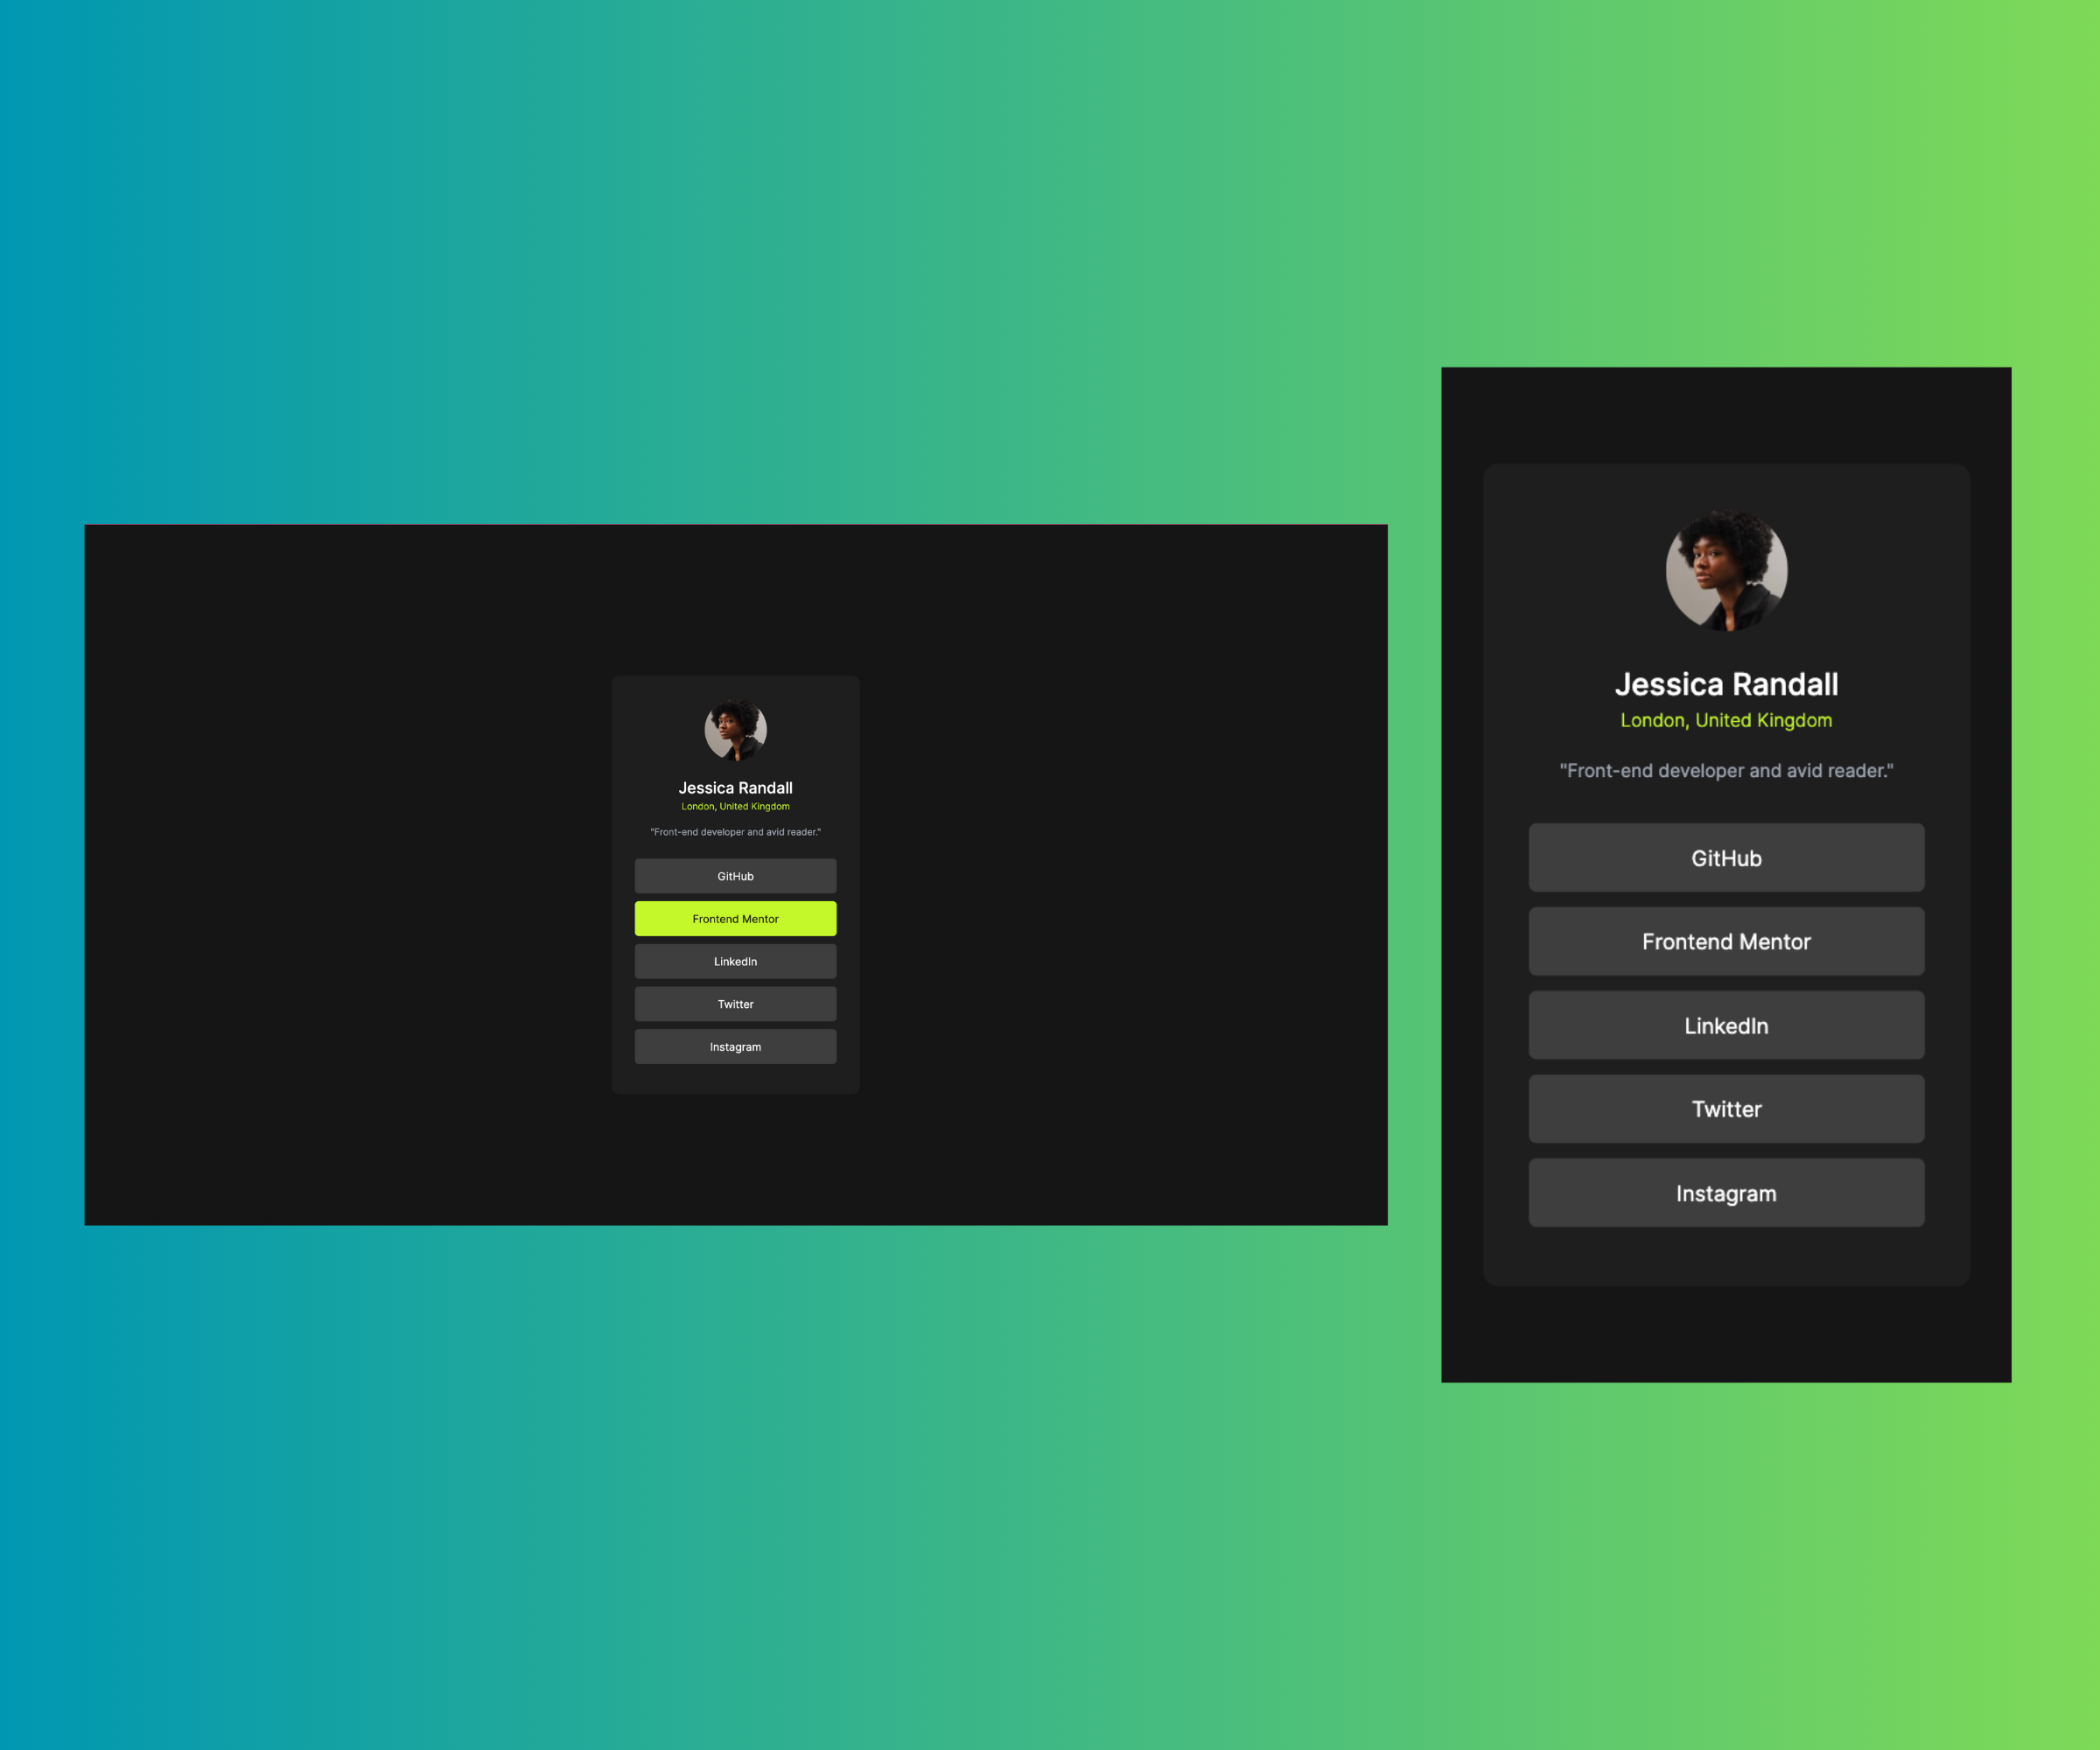 Jessica Randall
London, United Kingdom
"Front-end developer and avid reader."
GitHub
Frontend Mentor
LinkedIn
Twitter
Instagram
Jessica Randall
London, United Kingdom
"Front-end developer and avid reader."
GitHub
Frontend Mentor
LinkedIn
Twitter
Instagram